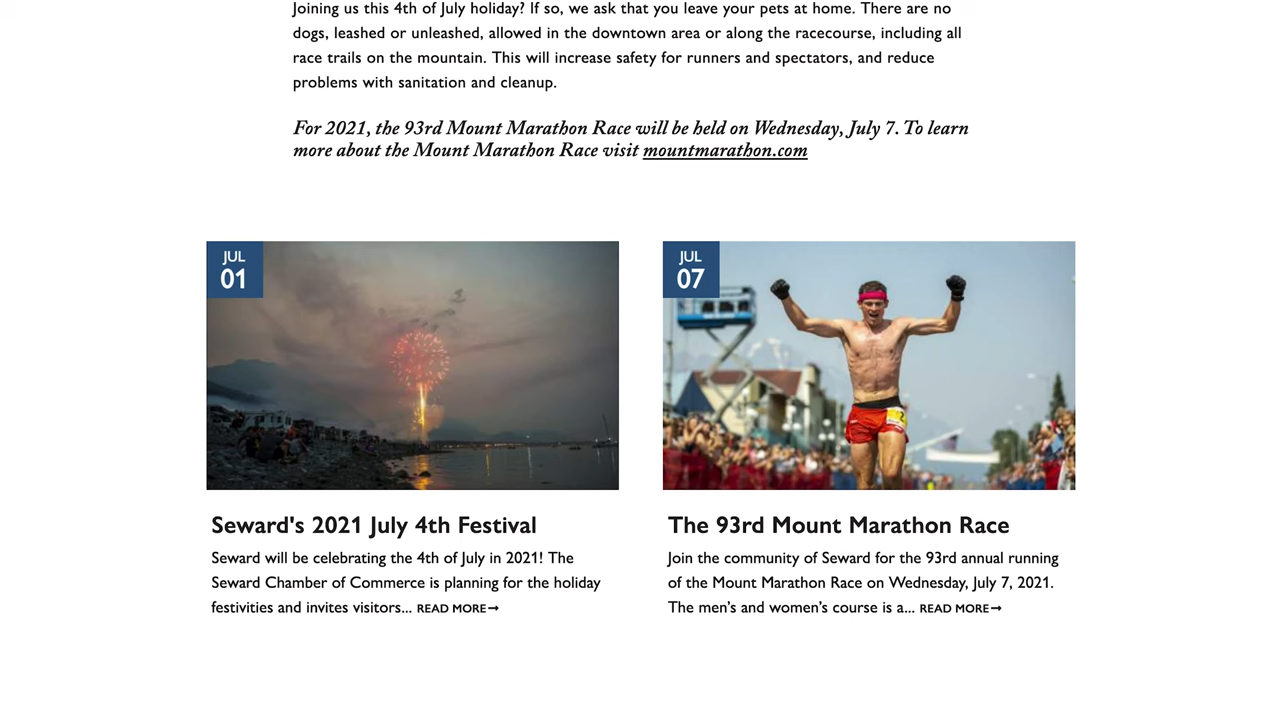 Joining us this 4th of July holiday? If so, we ask that you leave your pets at home. There are no
dogs, leashed or unleashed, allowed in the downtown area or along the racecourse, including all
race trails on the mountain. This will increase safety for runners and spectators, and reduce
problems with sanitation and cleanup.
For 2021, the 93rd Mount Marathon Race will be held on Wednesday, July 7. To learn
more about the Mount Marathon Race visit mountmarathon.com
JUL
01
JUL
07
2
Seward's 2021 July 4th Festival
Seward will be celebrating the 4th of July in 2021! The
Seward Chamber of Commerce is planning for the holiday
festivities and invites visitors... READ MORE→
The 93rd Mount Marathon Race
Join the community of Seward for the 93rd annual running
of the Mount Marathon Race on Wednesday, July 7, 2021.
The men’s and women’s course is a... READ MORE→